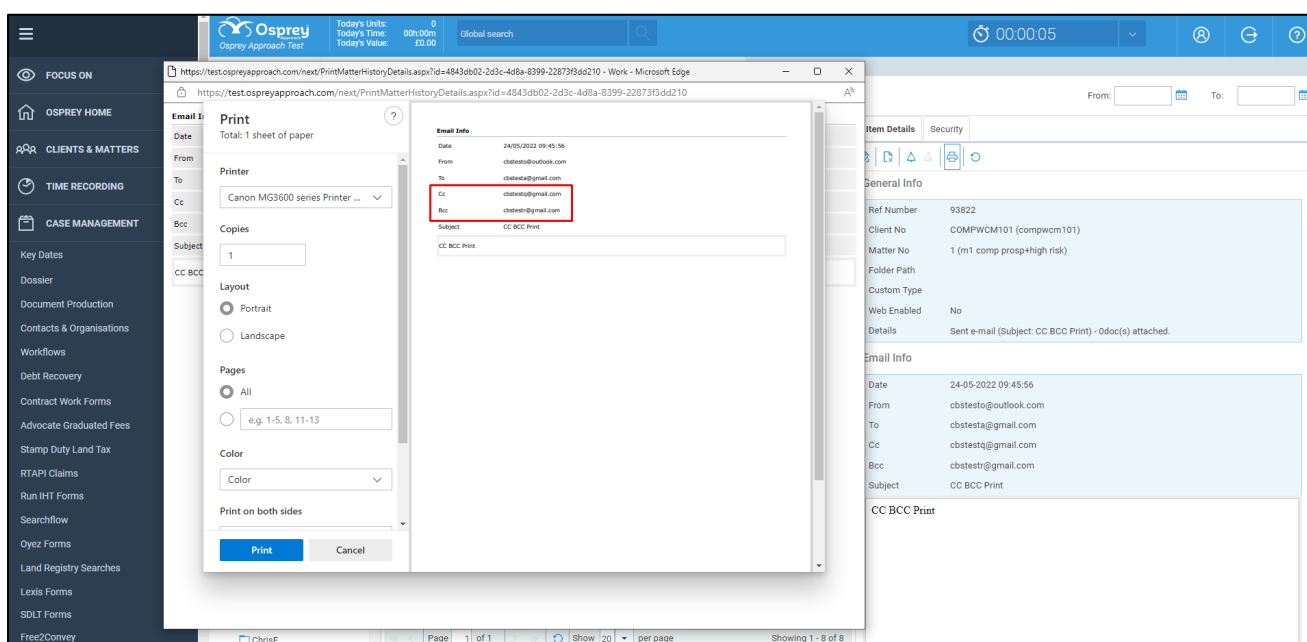 Osprey
Osprey Approach Test
Today's Units: 0
Today's Time: 00h:00m
Today's Value: £0.00
Global search
00:00:05
FOCUS ON
OSPREY HOME
CLIENTS & MATTERS
TIME RECORDING
CASE MANAGEMENT
Key Dates
Dossier
Document Production
Contacts & Organisations
Workflows
Debt Recovery
Contract Work Forms
Advocate Graduated Fees
Stamp Duty Land Tax
RTAPI Claims
Run IHT Forms
Searchflow
Oyez Forms
Land Registry Searches
Lexis Forms
SDLT Forms
Free2Convey
https://test.ospreyapproach.com/next/PrintMatterHistoryDetails.aspx?id=4843db02-2d3c-4d8a-8399-22873f3dd210 - Work - Microsoft Edge
https://test.ospreyapproach.com/next/PrintMatterHistoryDetails.aspx?id=4843db02-2d3c-4d8a-8399-22873f3dd210
Email I
Date
From
To
Cc
Bcc
Subject
CC BCC
Print
?
Total: 1 sheet of paper
Printer
Canon MG3600 series Printer ...
Copies
1
Layout
Portrait
Landscape
Pages
All
e.g. 1-5, 8, 11-13
Color
Color
Print on both sides
Print
Cancel
Email Info
Date 24/05/2022 09:45:56
From cbstesto@outlook.com
To cbstesta@gmail.com
Cc cbstestq@gmail.com
Bcc cbstestr@gmail.com
Subject CC BCC Print
CC BCC Print
From: To:
Item Details Security
General Info
Ref Number 93822
Client No COMPWCM101 (compwcm101)
Matter No 1 (m1 comp prosp+high risk)
Folder Path
Custom Type
Web Enabled No
Details Sent e-mail (Subject: CC BCC Print) - 0doc(s) attached.
Email Info
Date 24-05-2022 09:45:56
From cbstesto@outlook.com
To cbstesta@gmail.com
Cc cbstestq@gmail.com
Bcc cbstestr@gmail.com
Subject CC BCC Print
CC BCC Print
ChrisF
Page 1 of 1
Show 20 per page
Showing 1 - 8 of 8